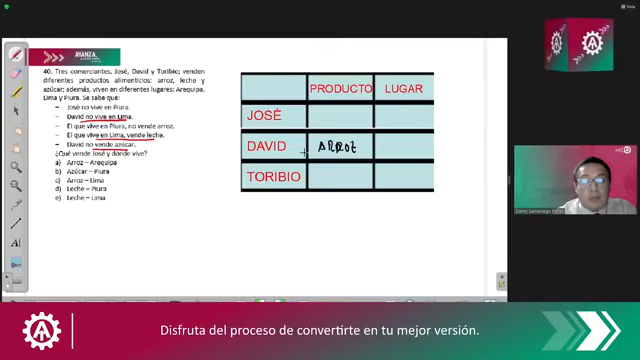 AVANZA
40. Tres comerciantes, José, David y Toribio; venden
diferentes productos alimenticios: arroz, leche y
azúcar; además, viven en diferentes lugares: Arequipa,
Lima y Piura. Se sabe que:
– José no vive en Piura.
– David no vive en Lima.
– El que vive en Piura, no vende arroz.
– El que vive en Lima, vende leche.
– David no vende azúcar.
¿Qué vende José y dónde vive?
a) Arroz – Arequipa
b) Azúcar – Piura
c) Arroz – Lima
d) Leche – Piura
e) Leche – Lima
PRODUCTO LUGAR
JOSÉ
DAVID ARROZ
TORIBIO
Disfruta del proceso de convertirte en tu mejor versión.